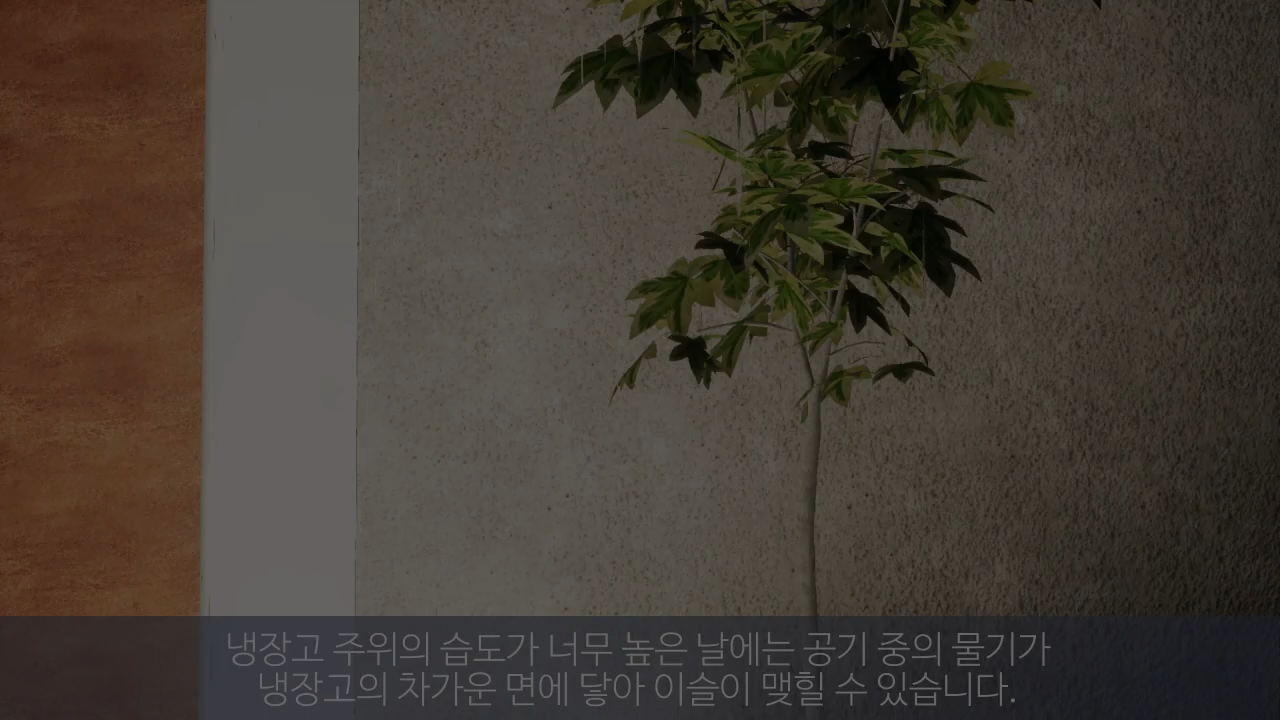 냉장고 주위의 습도가 너무 높은 날에는 공기 중의 물기가
냉장고의 차가운 면에 닿아 이슬이 맺힐 수 있습니다.